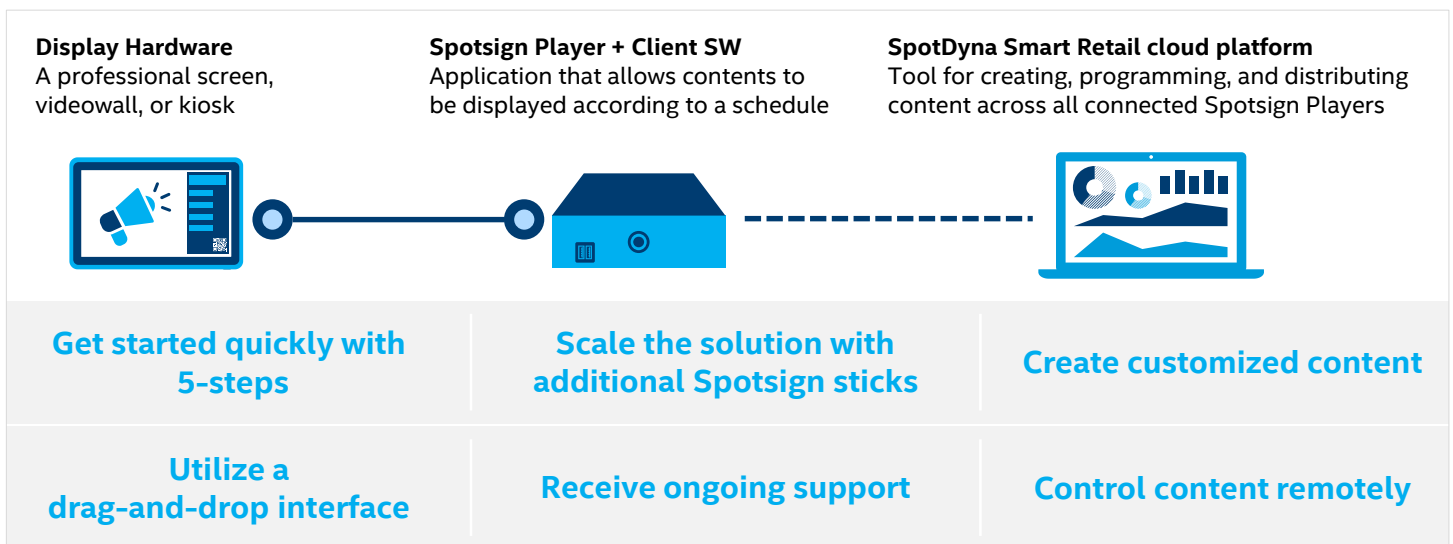 Display Hardware
A professional screen,
videowall, or kiosk
Spotsign Player + Client SW
Application that allows contents to
be displayed according to a schedule
SpotDyna Smart Retail cloud platform
Tool for creating, programming, and distributing
content across all connected Spotsign Players
Get started quickly with
5-steps
Scale the solution with
additional Spotsign sticks
Create customized content
Utilize a
drag-and-drop interface
Receive ongoing support
Control content remotely